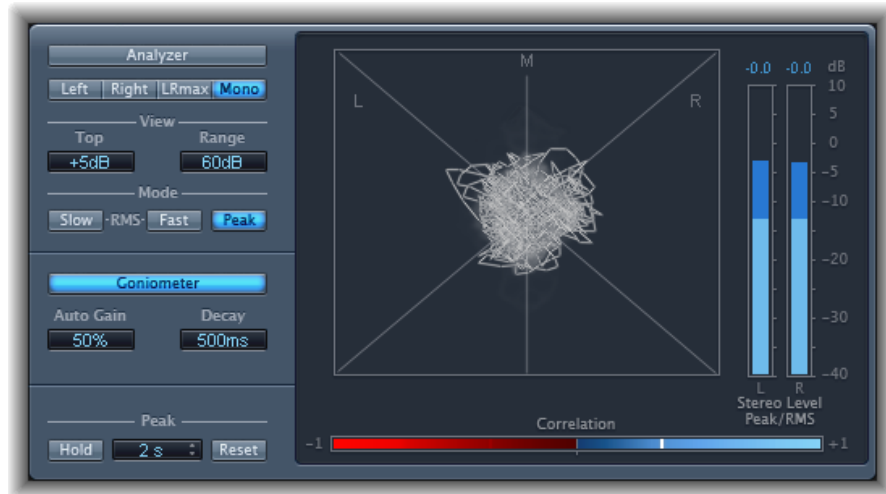 Analyzer
Left Right LRmax Mono
View
Top Range
+5dB 60dB
Mode
Slow -RMS- Fast Peak
Goniometer
Auto Gain Decay
50% 500ms
Peak
Hold 2 s Reset
M
L R
-0.0 -0.0 dB
10
5
0
-5
-10
-20
-30
-40
L R
Stereo Level
Peak/RMS
Correlation
-1 +1